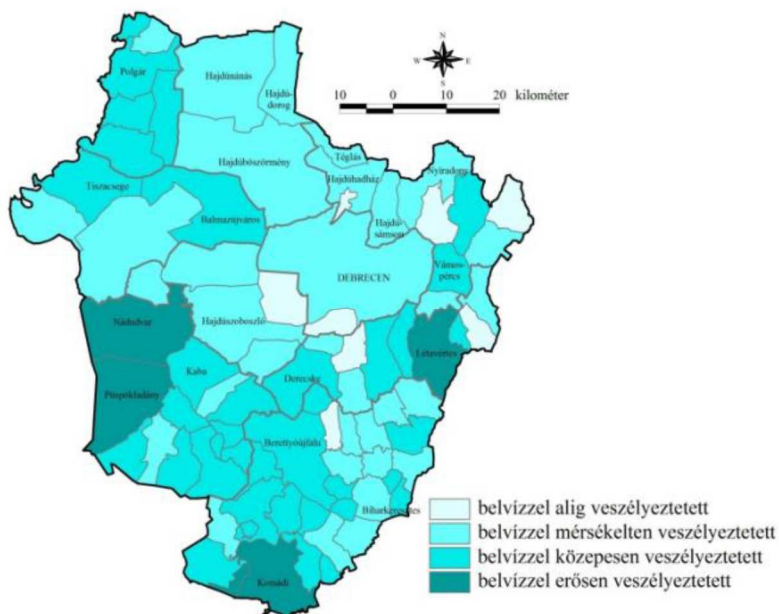 N
W E
S
10 0 10 20 kilométer
Polgár
Hajdúnánás
Hajdú-
dorog
Téglás
Hajdúböszörmény
Hajdúhadház
Nyíradony
Tiszacsege
Balmazújváros
Hajdú-
sámson
Vámos-
pércs
DEBRECEN
Nádudvar
Hajdúszoboszló
Létavértes
Kaba
Derecske
Püspökladány
Berettyóújfalu
Biharkeresztes
Komádi
belvízzel alig veszélyeztetett
belvízzel mérsékelten veszélyeztetett
belvízzel közepesen veszélyeztetett
belvízzel erősen veszélyeztetett